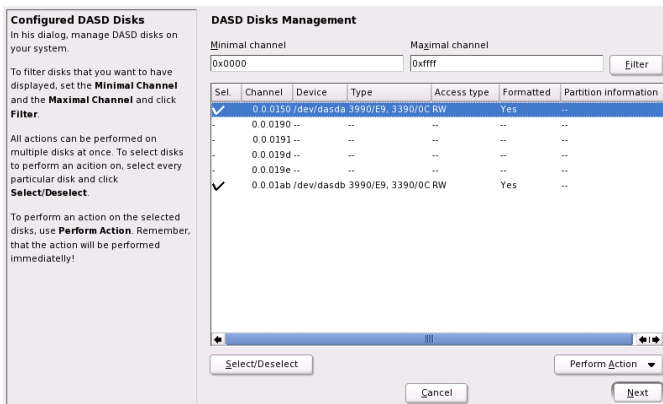 Configured DASD Disks
In his dialog, manage DASD disks on
your system.
To filter disks that you want to have
displayed, set the Minimal Channel
and the Maximal Channel and click
Filter.
All actions can be performed on
multiple disks at once. To select disks
to perform an acition on, select every
particular disk and click
Select/Deselect.
To perform an action on the selected
disks, use Perform Action. Remember,
that the action will be performed
immediatelly!
DASD Disks Management
Minimal channel Maximal channel
0x0000 0xffff Filter
Sel. Channel Device Type Access type Formatted Partition information
0.0.0150 /dev/dasda 3990/E9, 3390/0C RW Yes --
- 0.0.0190 -- -- -- -- --
- 0.0.0191 -- -- -- -- --
- 0.0.019d -- -- -- -- --
- 0.0.019e -- -- -- -- --
0.0.01ab /dev/dasdb 3990/E9, 3390/0C RW Yes --
Select/Deselect Perform Action
Cancel Next